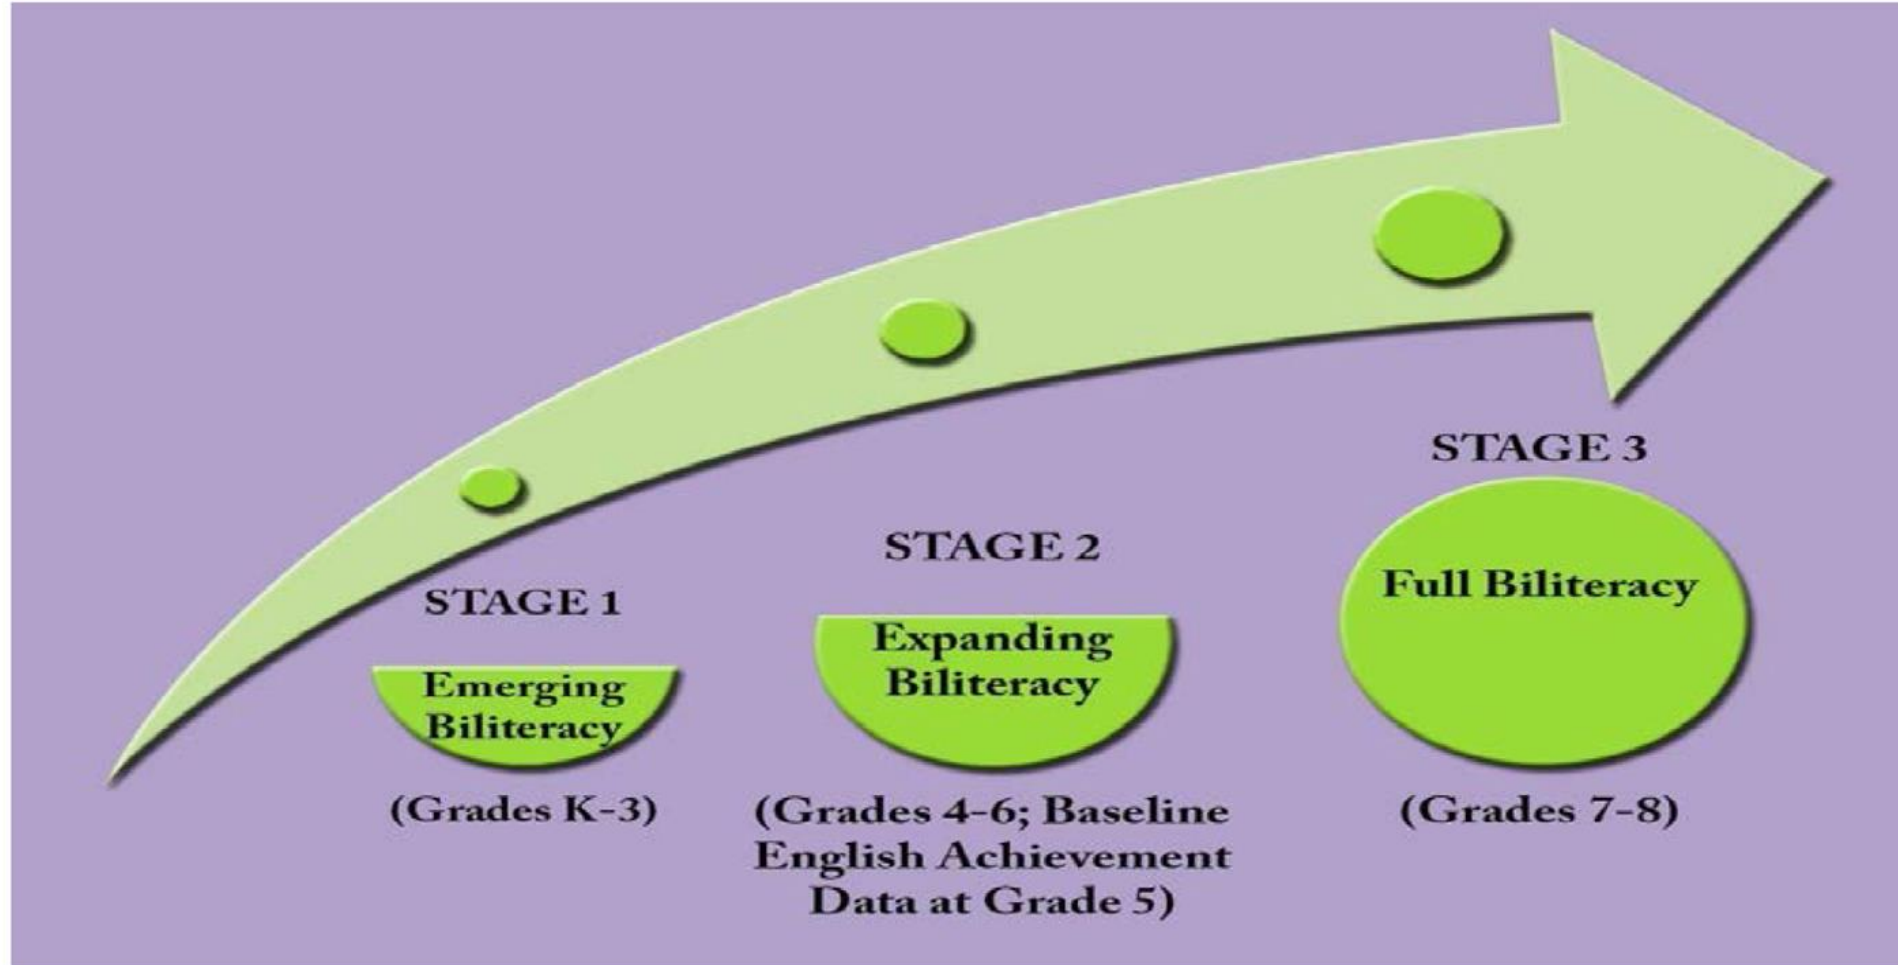 STAGE 1
Emerging
Biliteracy
(Grades K-3)
STAGE 2
Expanding
Biliteracy
(Grades 4-6; Baseline
English Achievement
Data at Grade 5)
STAGE 3
Full Biliteracy
(Grades 7-8)